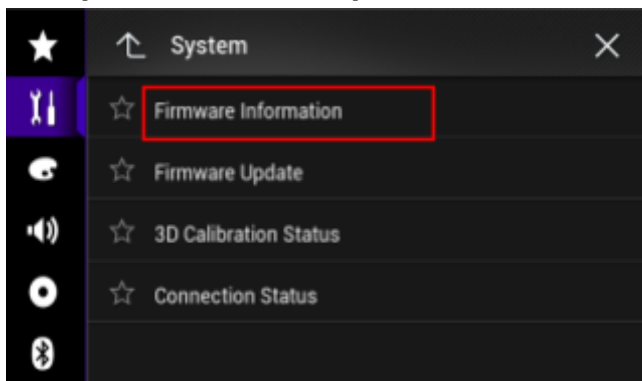 System
Firmware Information
Firmware Update
3D Calibration Status
Connection Status